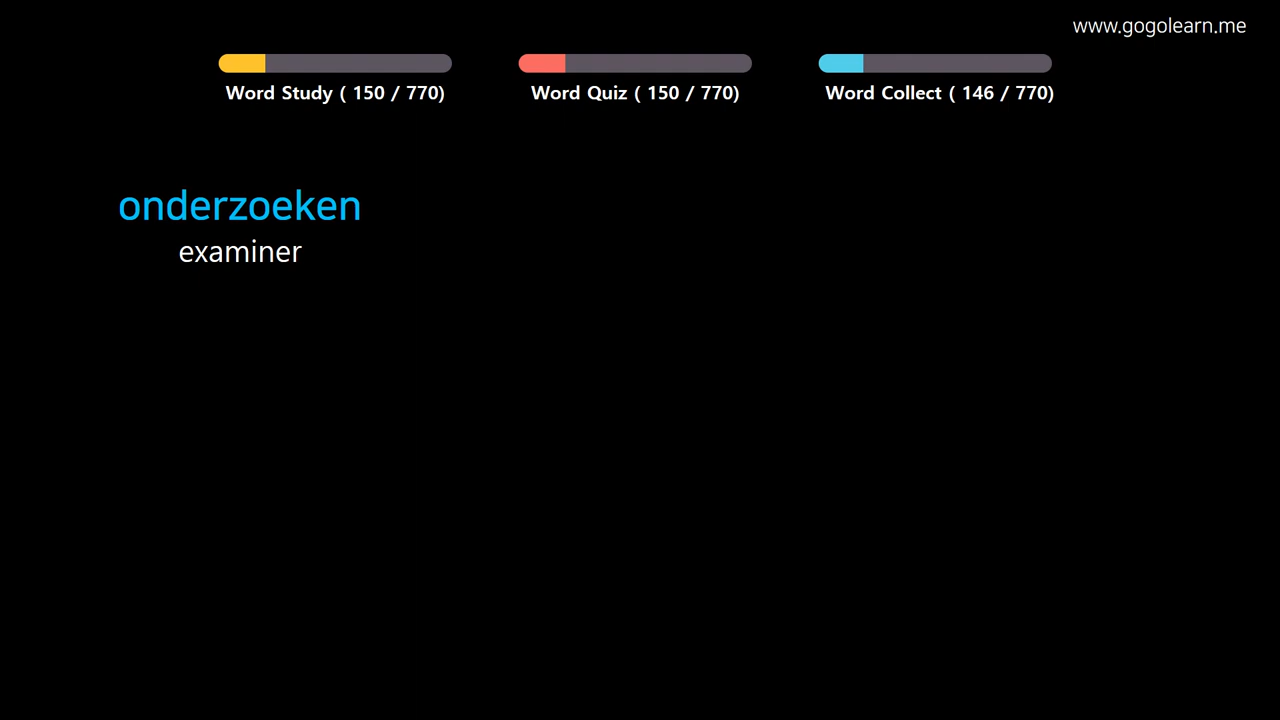 www.gogolearn.me
Word Study ( 150 / 770)
Word Quiz ( 150 / 770)
Word Collect ( 146 / 770)
onderzoeken
examiner